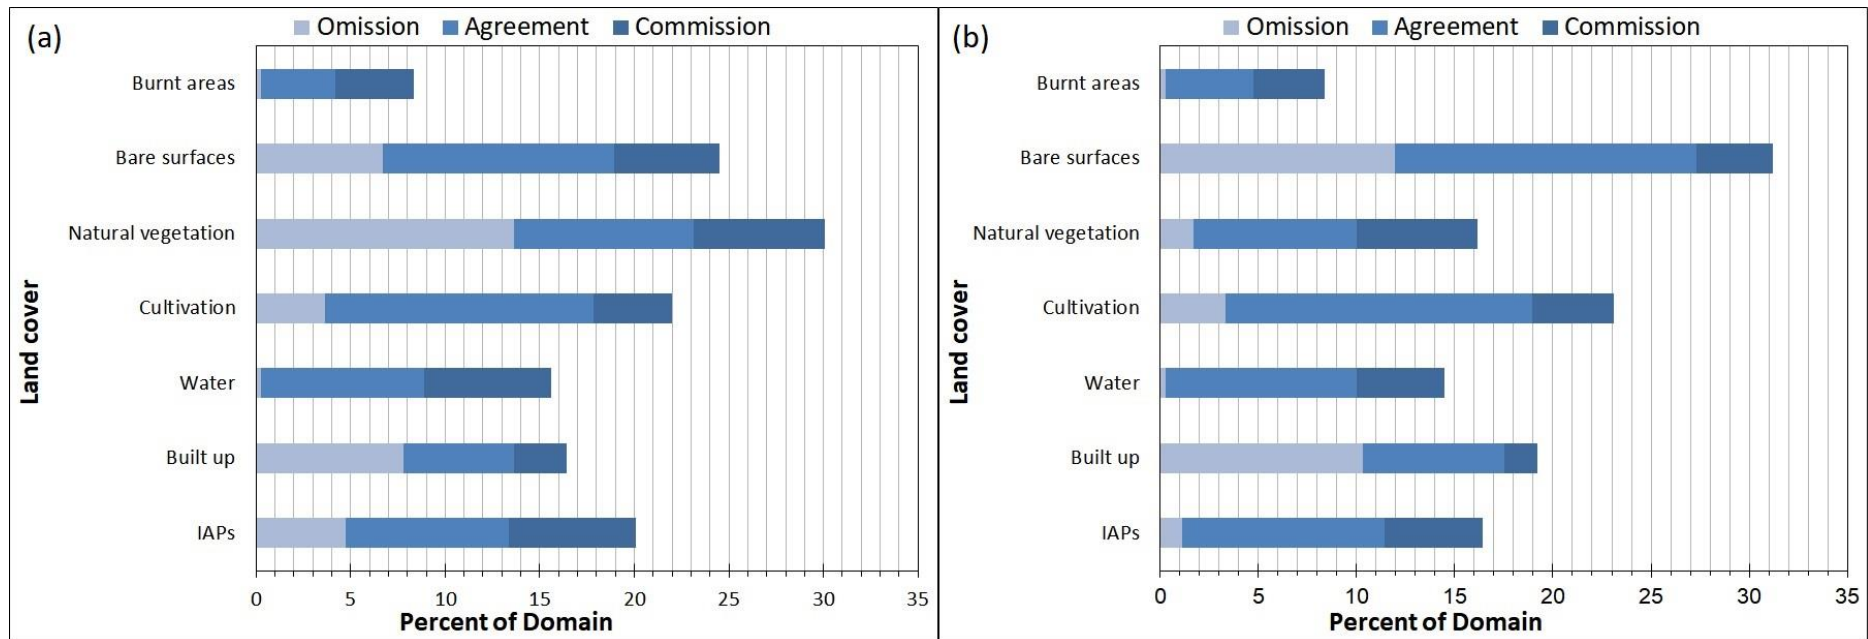 (a)
Omission Agreement Commission
Burnt areas
Bare surfaces
Natural vegetation
Cultivation
Water
Built up
IAPs
Land cover
0 5 10 15 20 25 30 35
Percent of Domain
(b)
Omission Agreement Commission
Burnt areas
Bare surfaces
Natural vegetation
Cultivation
Water
Built up
IAPs
Land cover
0 5 10 15 20 25 30 35
Percent of Domain